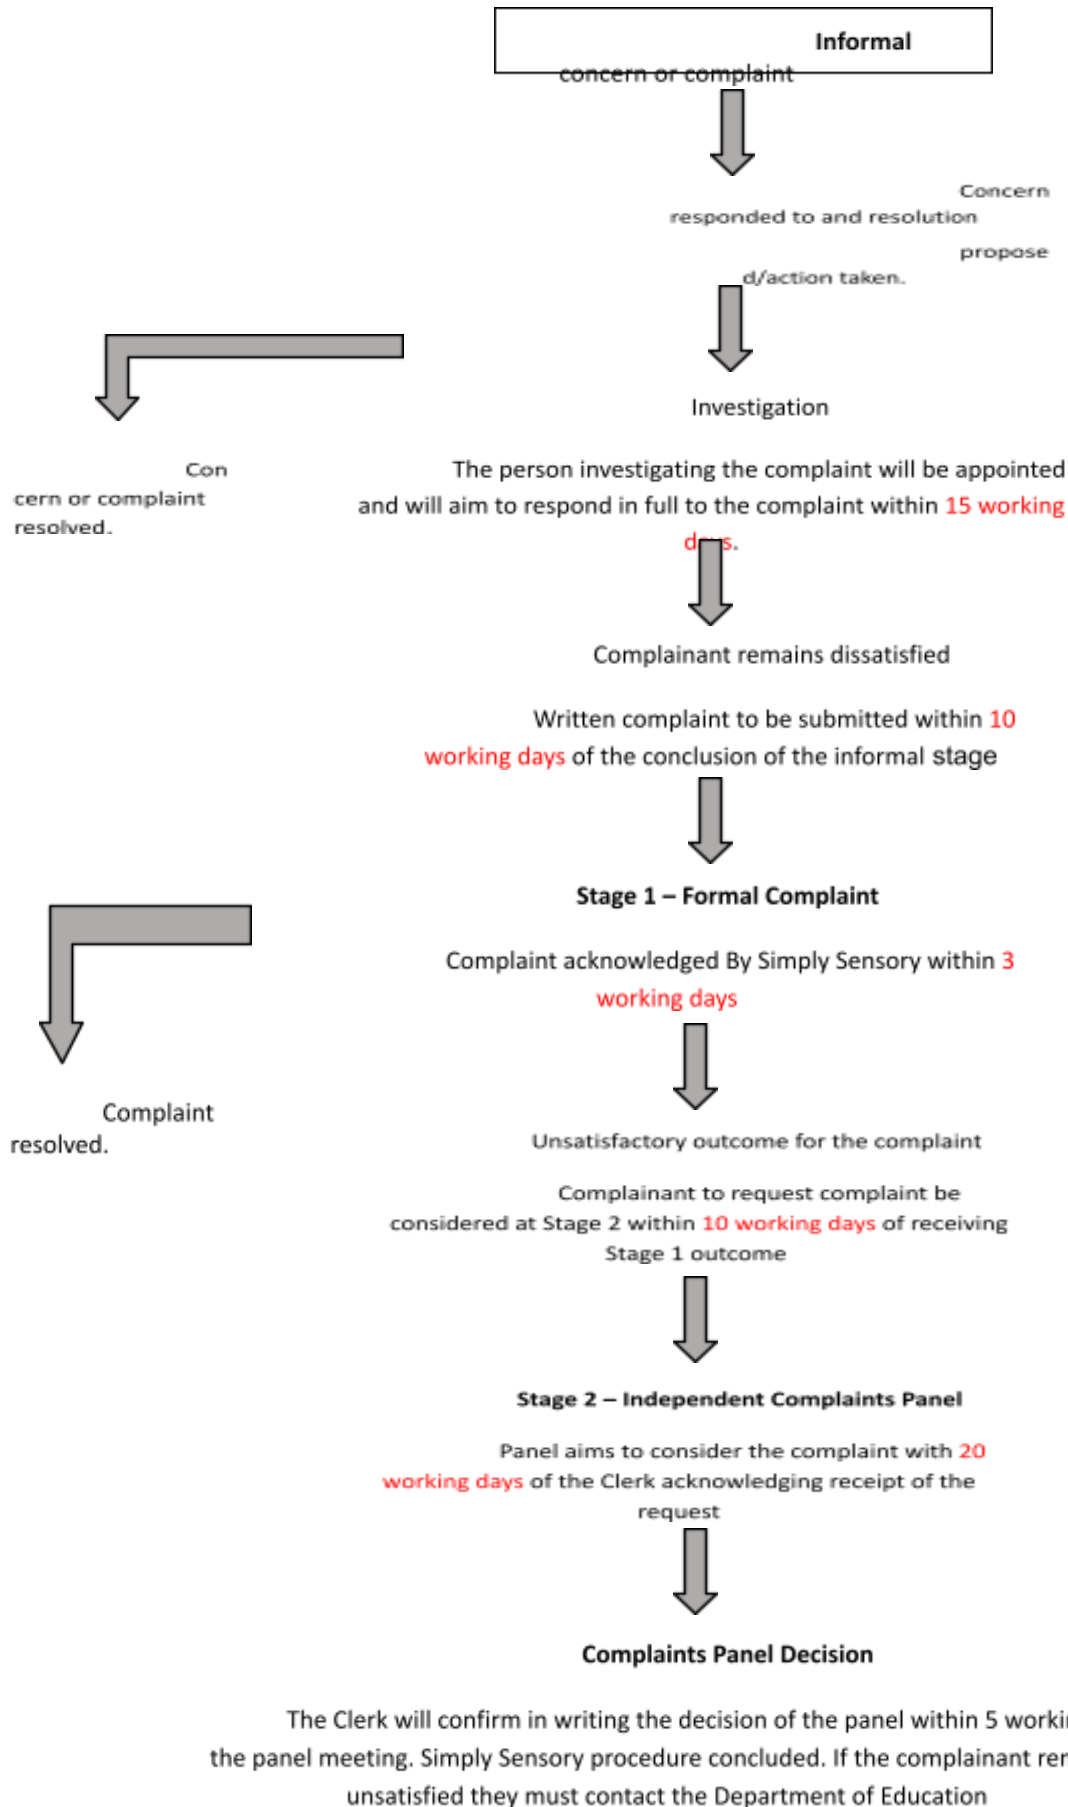 Informal
concern or complaint
Concern
responded to and resolution
propose
d/action taken.
Investigation
Con
cern or complaint
resolved.
The person investigating the complaint will be appointed
and will aim to respond in full to the complaint within 15 working
days.
Complainant remains dissatisfied
Written complaint to be submitted within 10
working days of the conclusion of the informal stage
Stage 1 – Formal Complaint
Complaint acknowledged By Simply Sensory within 3
working days
Complaint
resolved.
Unsatisfactory outcome for the complaint
Complainant to request complaint be
considered at Stage 2 within 10 working days of receiving
Stage 1 outcome
Stage 2 – Independent Complaints Panel
Panel aims to consider the complaint with 20
working days of the Clerk acknowledging receipt of the
request
Complaints Panel Decision
The Clerk will confirm in writing the decision of the panel within 5
the panel meeting. Simply Sensory procedure concluded. If the complainant
unsatisfied they must contact the Department of Education